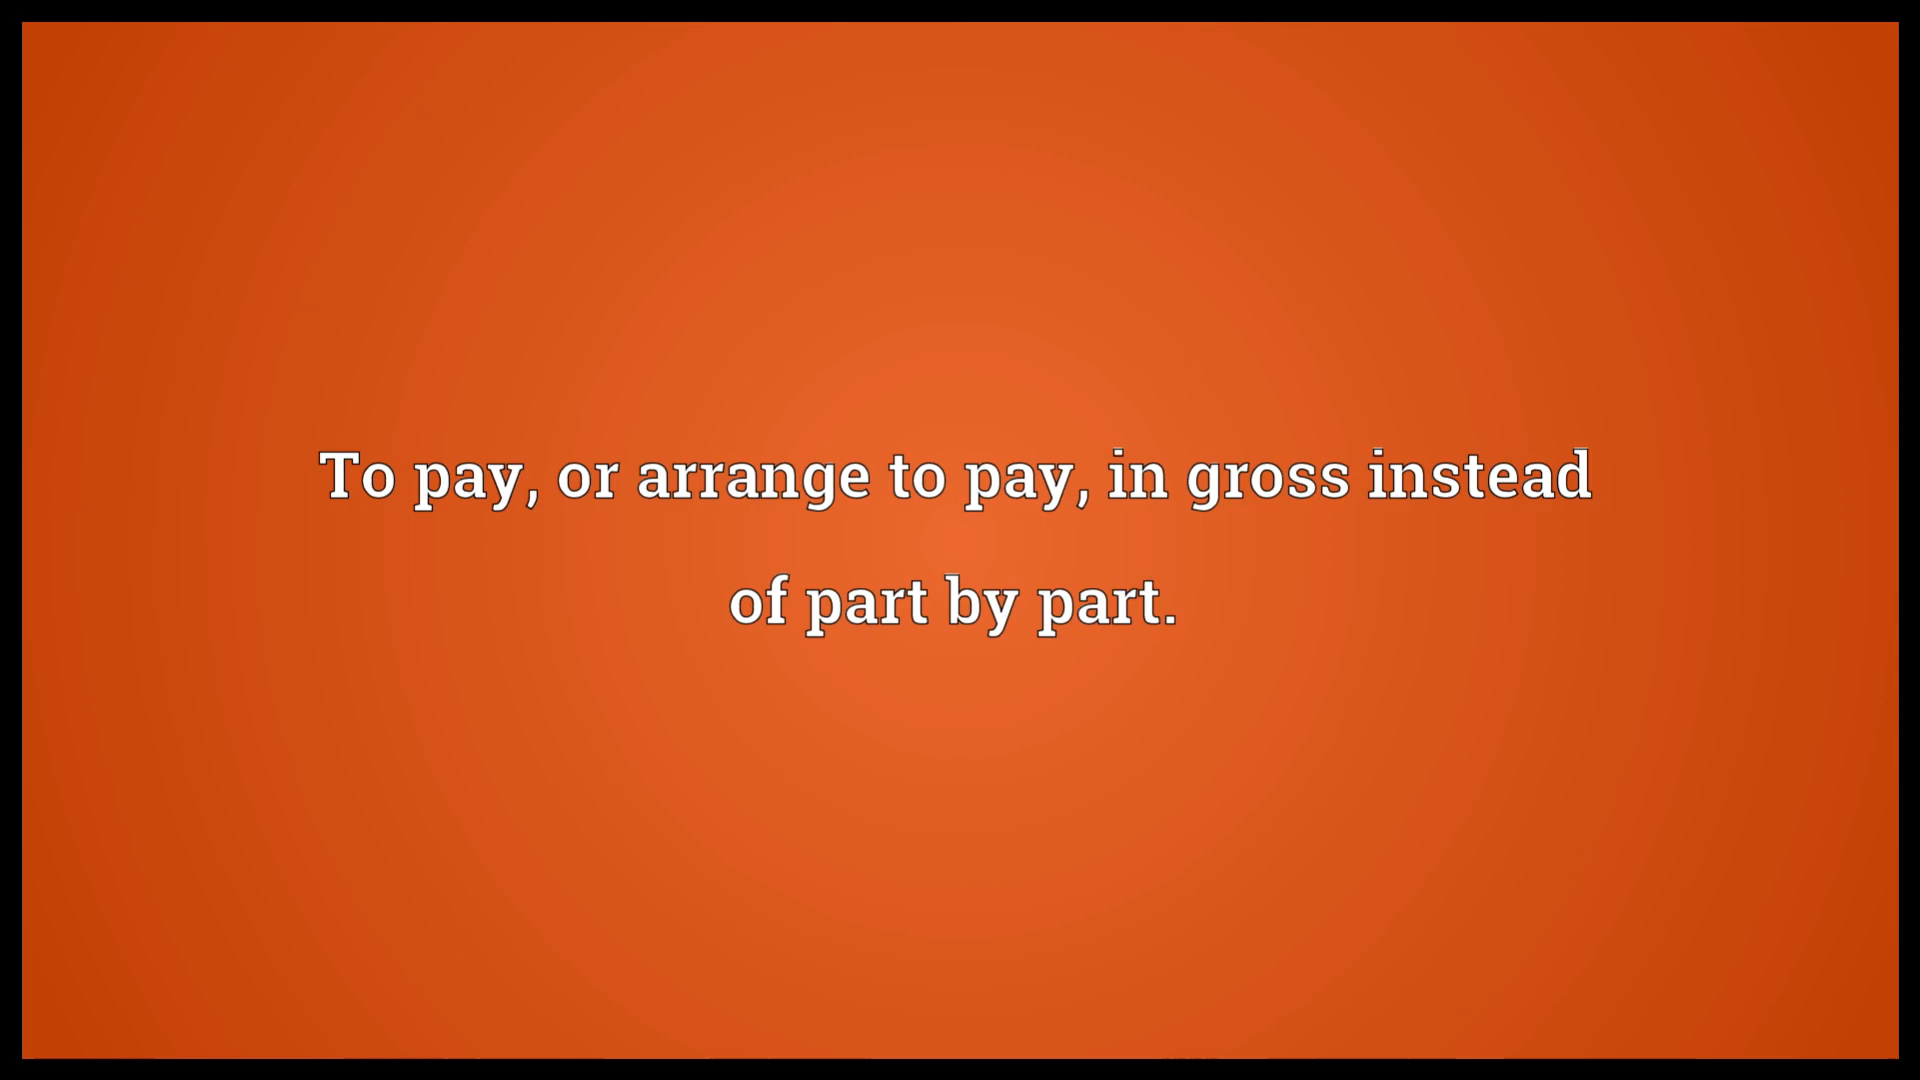 To pay, or arrange to pay, in gross instead
of part by part.